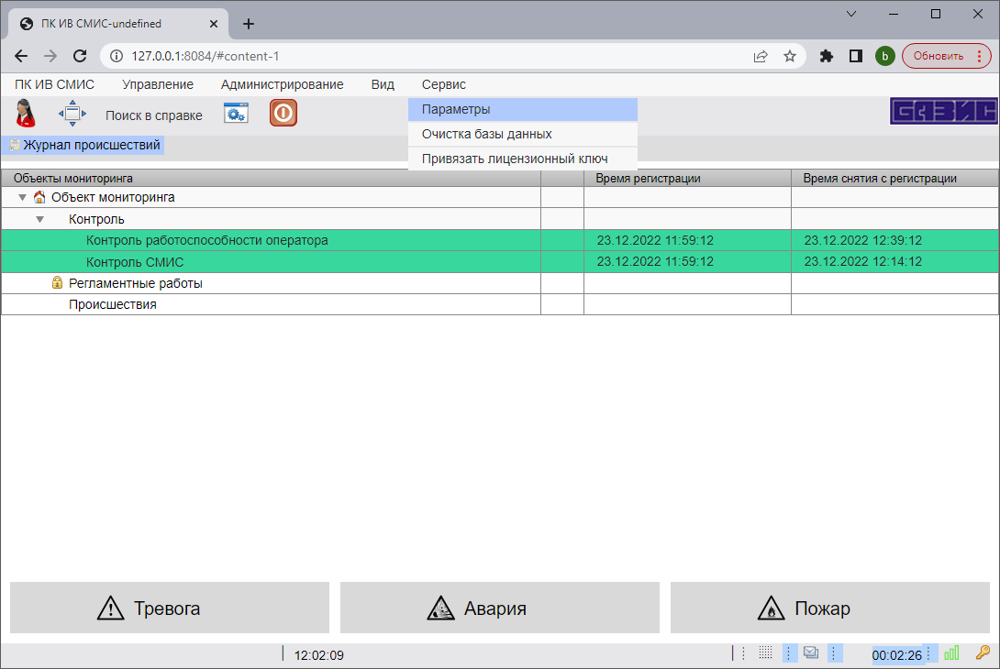 ПК ИВ СМИС-undefined
127.0.0.1:8084/#content-1
b
Обновить
ПК ИВ СМИС Управление Администрирование Вид Сервис
Поиск в справке
Параметры
Очистка базы данных
Привязать лицензионный ключ
БАЗИС
Журнал происшествий
Объекты мониторинга Время регистрации Время снятия с регистрации
Объект мониторинга
Контроль
Контроль работоспособности оператора 23.12.2022 11:59:12 23.12.2022 12:39:12
Контроль СМИС 23.12.2022 11:59:12 23.12.2022 12:14:12
Регламентные работы
Происшествия
Тревога Авария Пожар
12:02:09 00:02:26